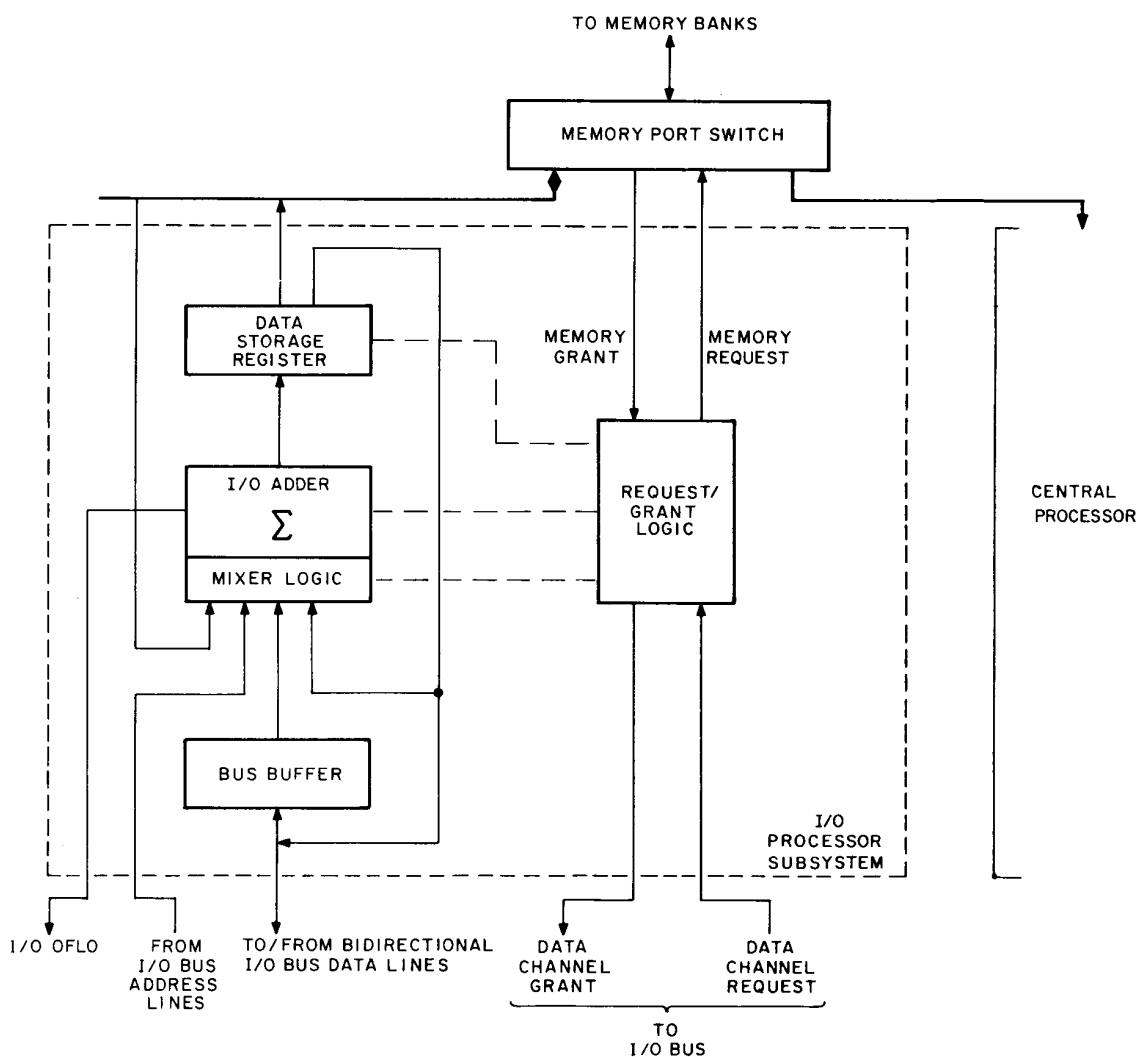 TO MEMORY BANKS
MEMORY PORT SWITCH
DATA
STORAGE
REGISTER
MEMORY
GRANT
MEMORY
REQUEST
I/O ADDER
Σ
MIXER LOGIC
REQUEST/
GRANT
LOGIC
CENTRAL
PROCESSOR
BUS BUFFER
I/O
PROCESSOR
SUBSYSTEM
I/O OFLO
FROM
I/O BUS
ADDRESS
LINES
TO/FROM BIDIRECTIONAL
I/O BUS DATA LINES
DATA
CHANNEL
GRANT
DATA
CHANNEL
REQUEST
TO
I/O BUS